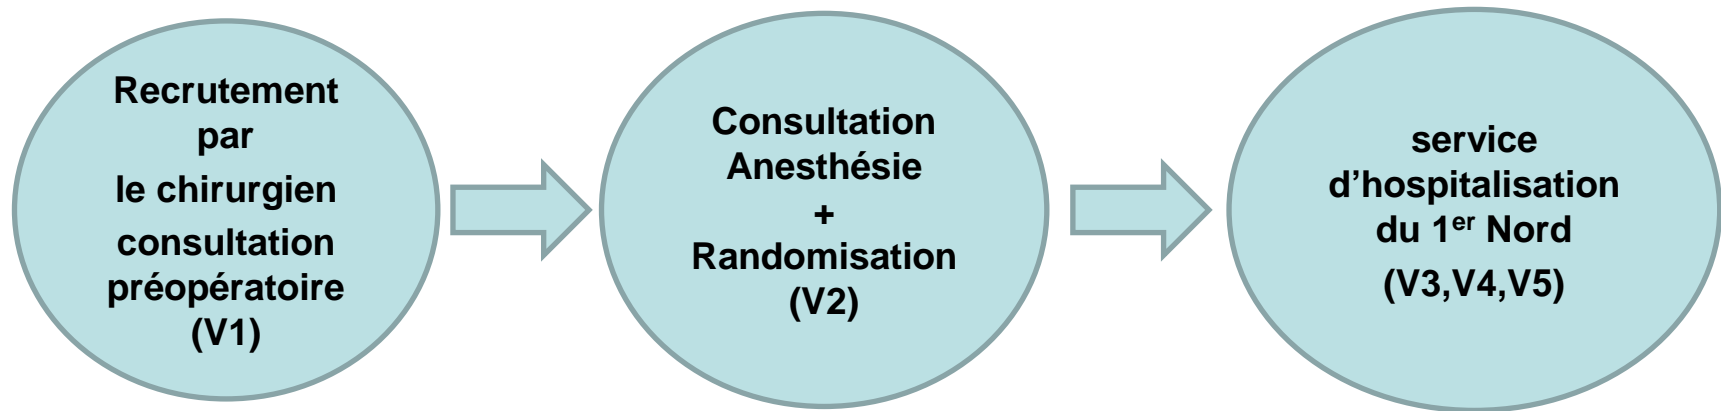 Recrutement
par
le chirurgien
consultation
préopératoire
(V1)
Consultation
Anesthésie
+
Randomisation
(V2)
service
d’hospitalisation
du 1er Nord
(V3,V4,V5)